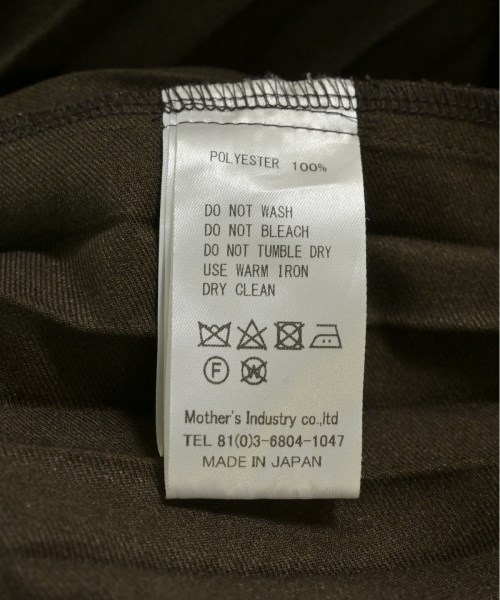 POLYESTER 100%
DO NOT WASH
DO NOT BLEACH
DO NOT TUMBLE DRY
USE WARM IRON
DRY CLEAN
F W
Mother's Industry co.,ltd
TEL 81(0)3-6804-1047
MADE IN JAPAN